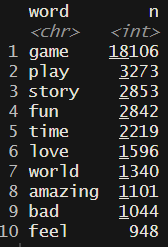 word n
<chr> <int>
1 game 18106
2 play 3273
3 story 2853
4 fun 2842
5 time 2219
6 love 1596
7 world 1340
8 amazing 1101
9 bad 1044
10 feel 948